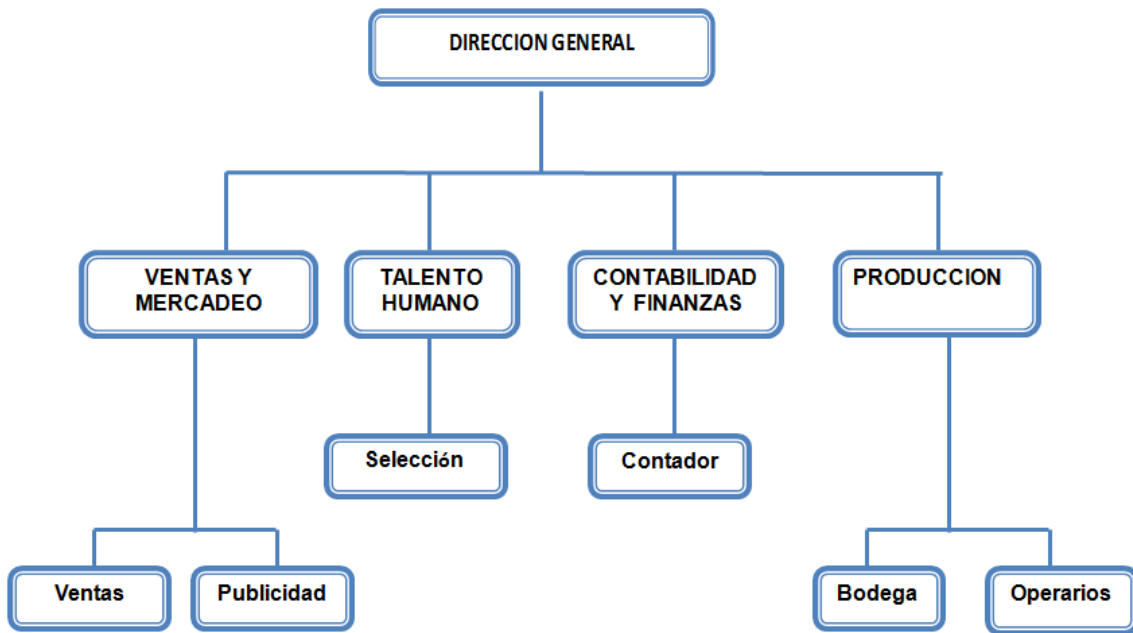 DIRECCION GENERAL
VENTAS Y
MERCADEO
TALENTO
HUMANO
CONTABILIDAD
Y FINANZAS
PRODUCCION
Selección
Contador
Ventas
Publicidad
Bodega
Operarios